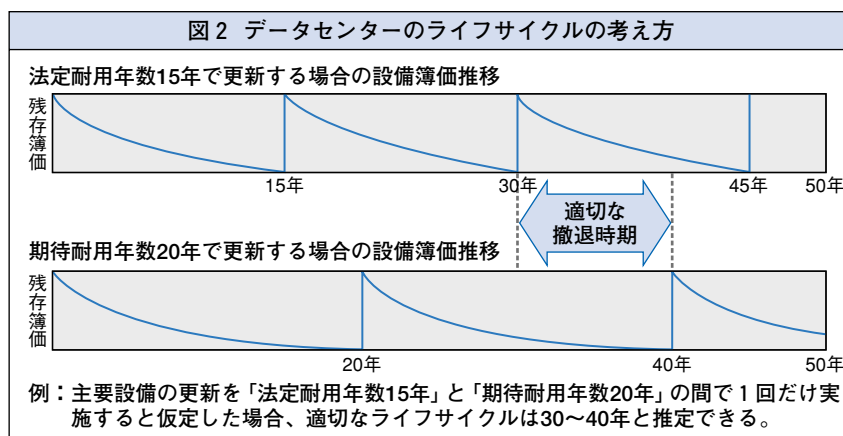 図2 データセンターのライフサイクルの考え方
法定耐用年数15年で更新する場合の設備簿価推移
残存簿価
15年
30年
45年
50年
適切な
撤退時期
期待耐用年数20年で更新する場合の設備簿価推移
残存簿価
20年
40年
50年
例：主要設備の更新を「法定耐用年数15年」と「期待耐用年数20年」の間で1回だけ実
施すると仮定した場合、適切なライフサイクルは30〜40年と推定できる。